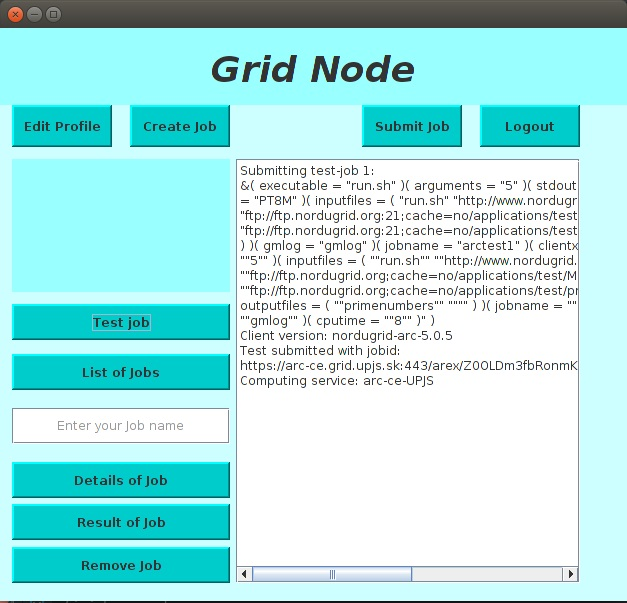 Grid Node
Edit Profile
Create Job
Submit Job
Logout
Submitting test-job 1:
&( executable = "run.sh" )( arguments = "5" )( stdout
= "PT8M" )( inputfiles = ( "run.sh" "http://www.nordugr
"ftp://ftp.nordugrid.org:21;cache=no/applications/test
"ftp://ftp.nordugrid.org:21;cache=no/applications/test
) )( gmlog = "gmlog" )( jobname = "arctest1" )( clientx
""5"" )( inputfiles = ( ""run.sh"" ""http://www.nordugrid.
""ftp://ftp.nordugrid.org;cache=no/applications/test/M
""ftp://ftp.nordugrid.org;cache=no/applications/test/pr
outputfiles = ( ""primenumbers"" """" ) )( jobname = ""
""gmlog"" )( cputime = ""8"" )" )
Client version: nordugrid-arc-5.0.5
Test submitted with jobid:
https://arc-ce.grid.upjs.sk:443/arex/Z0OLDm3fbRonmK
Computing service: arc-ce-UPJS
Test job
List of Jobs
Enter your Job name
Details of Job
Result of Job
Remove Job